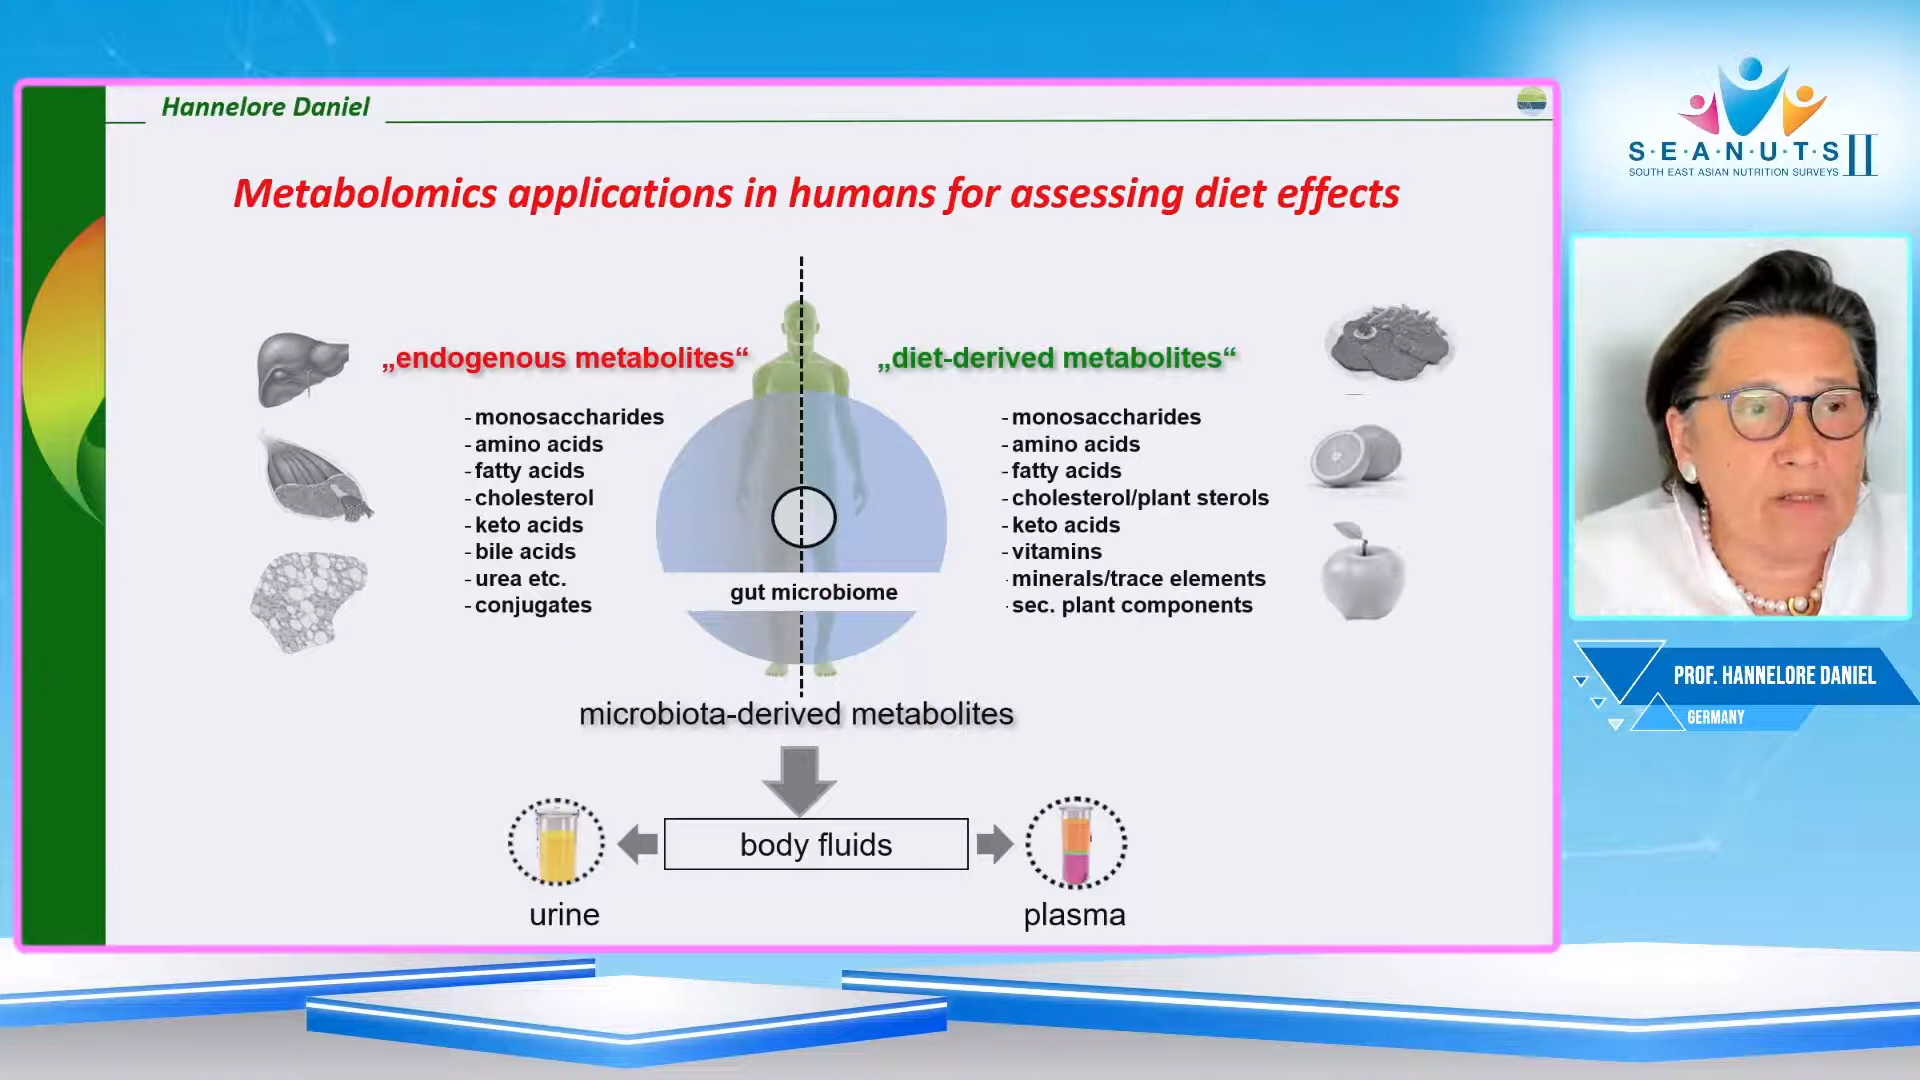 Hannelore Daniel
Metabolomics applications in humans for assessing diet effects
„endogenous metabolites“
- monosaccharides
- amino acids
- fatty acids
- cholesterol
- keto acids
- bile acids
- urea etc.
- conjugates
„diet-derived metabolites“
- monosaccharides
- amino acids
- fatty acids
- cholesterol/plant sterols
- keto acids
- vitamins
· minerals/trace elements
· sec. plant components
gut microbiome
microbiota-derived metabolites
body fluids
urine
plasma
S·E·A·N·U·T·S II
SOUTH EAST ASIAN NUTRITION SURVEYS
PROF. HANNELORE DANIEL
GERMANY